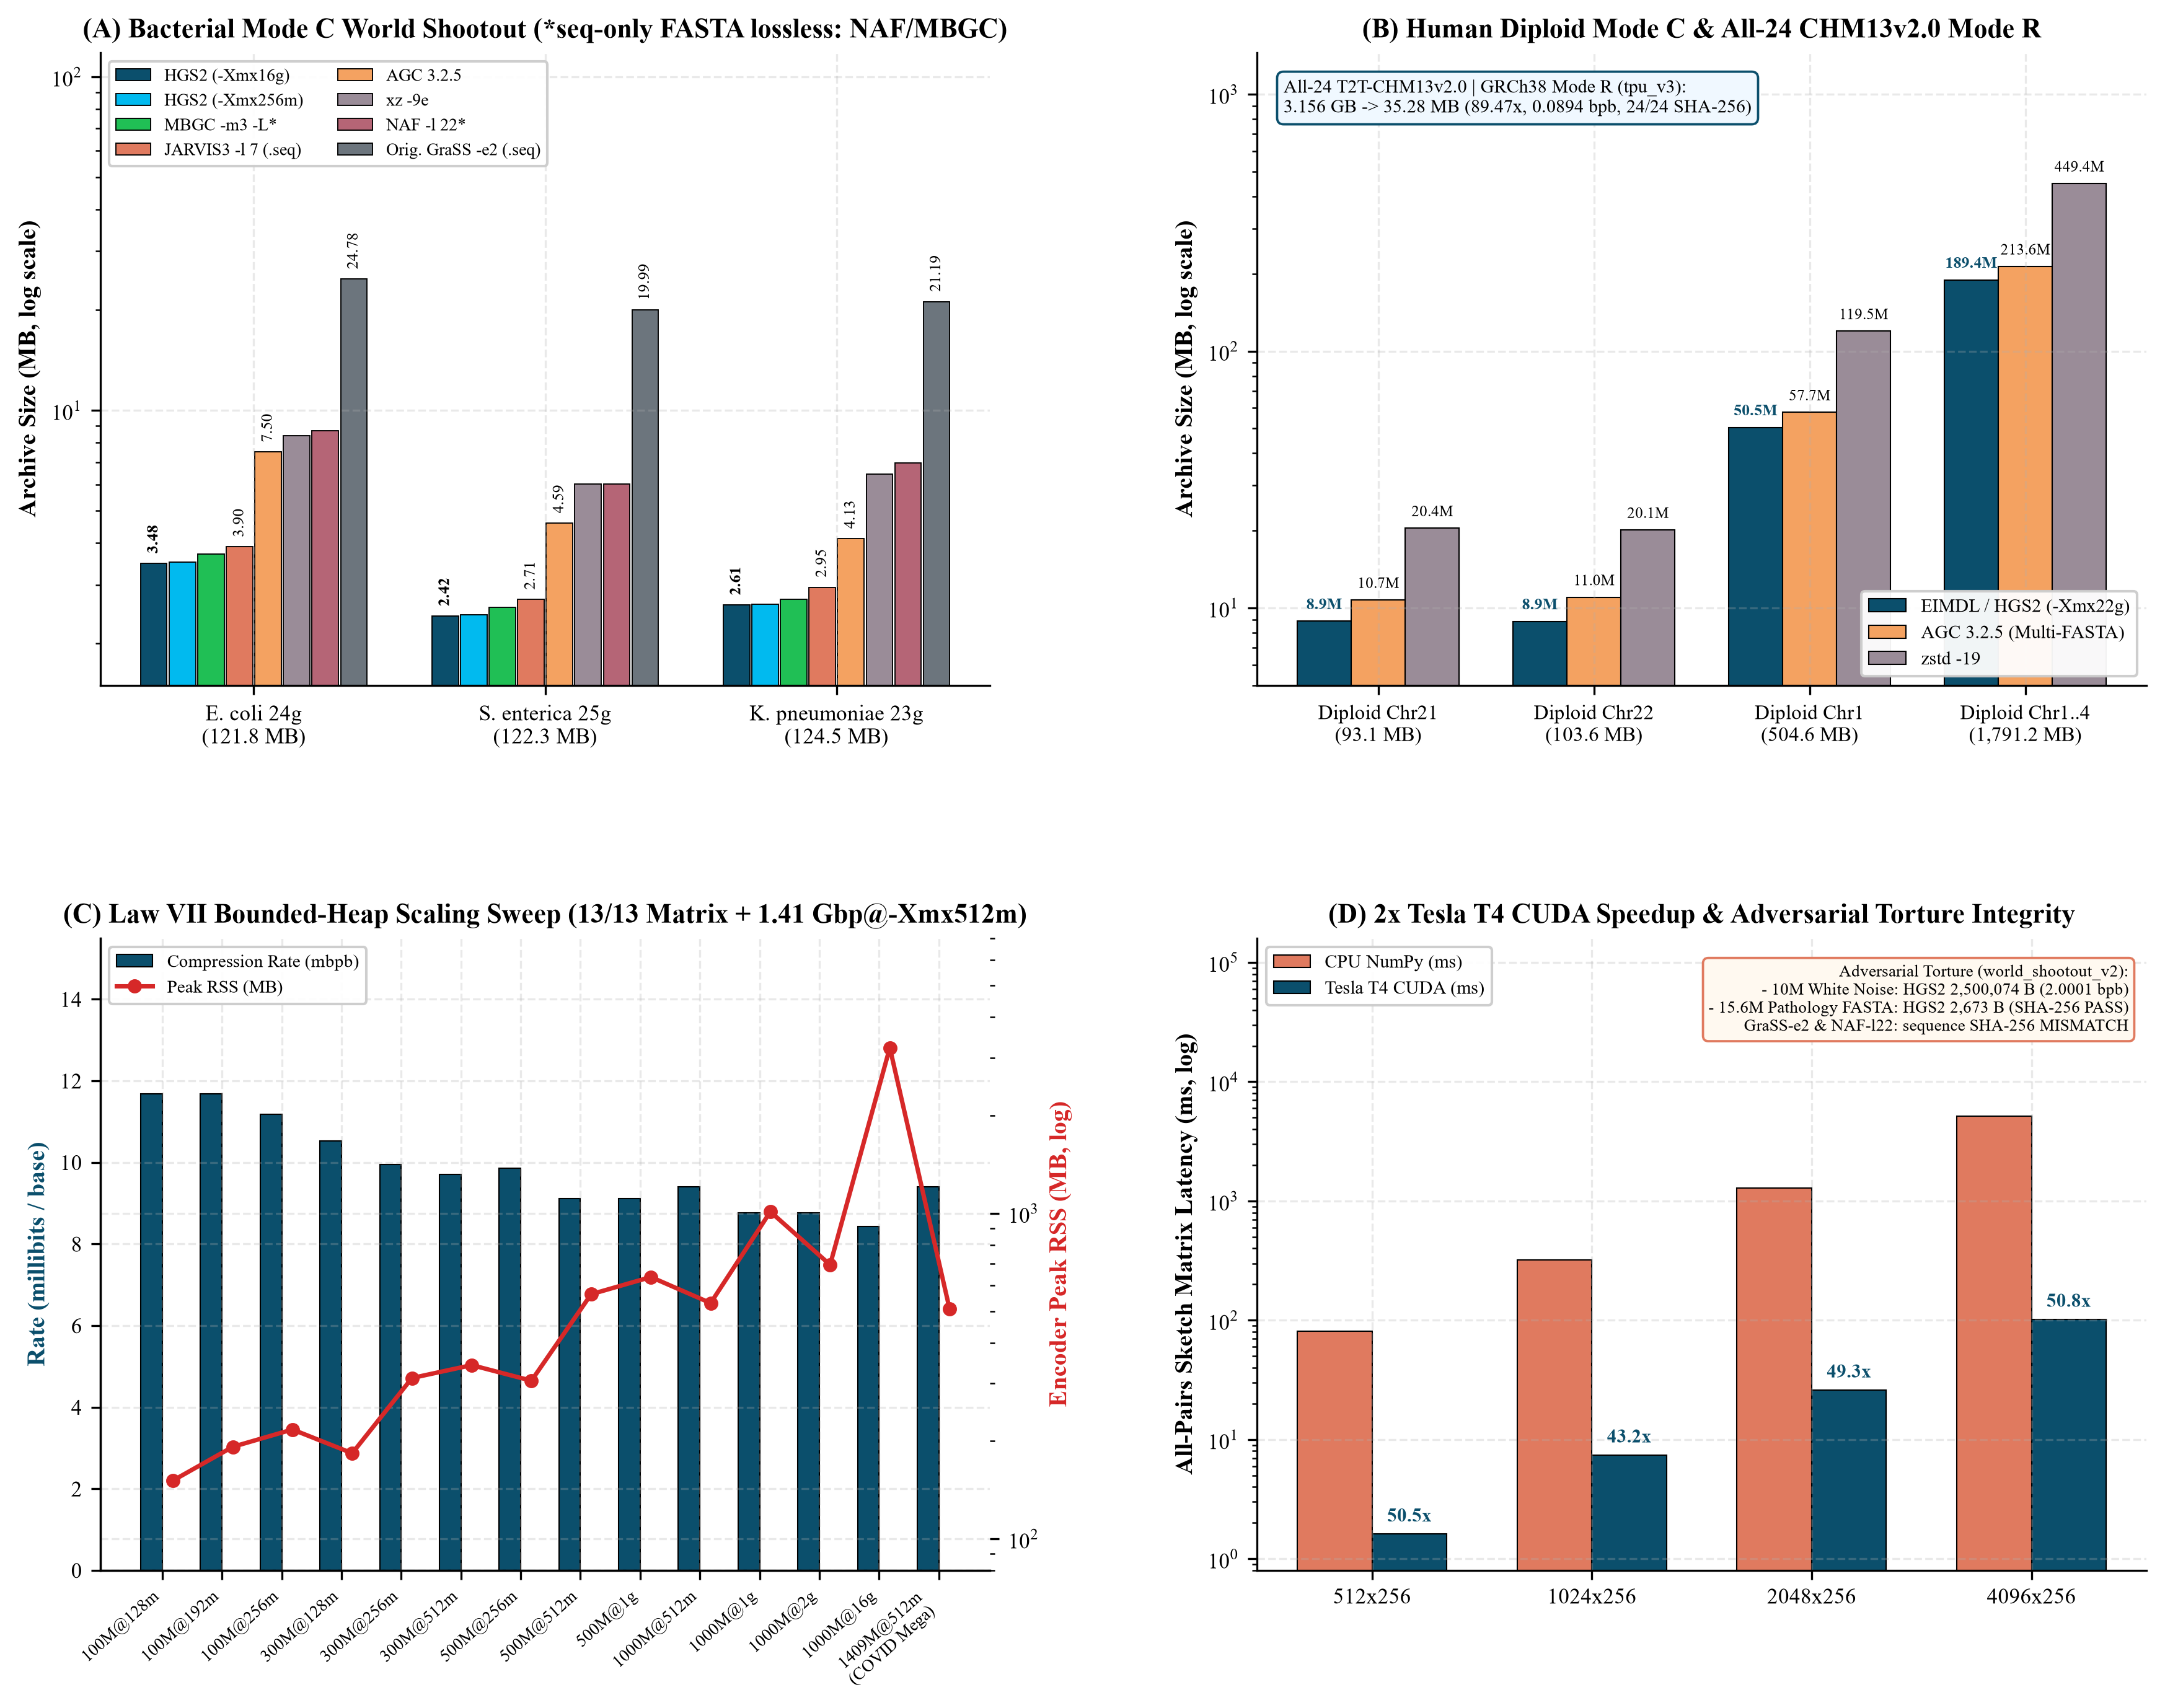 (A) Bacterial Mode C World Shootout (*seq-only FASTA lossless: NAF/MBGC)
Archive Size (MB, log scale)
10²
10¹
HGS2 (-Xmx16g)
HGS2 (-Xmx256m)
MBGC -m3 -L*
JARVIS3 -l 7 (.seq)
AGC 3.2.5
xz -9e
NAF -l 22*
Orig. GraSS -e2 (.seq)
3.48
3.90
7.50
24.78
2.42
2.71
4.59
19.99
2.61
2.95
4.13
21.19
E. coli 24g
(121.8 MB)
S. enterica 25g
(122.3 MB)
K. pneumoniae 23g
(124.5 MB)
(B) Human Diploid Mode C & All-24 CHM13v2.0 Mode R
Archive Size (MB, log scale)
10³
10²
10¹
All-24 T2T-CHM13v2.0 | GRCh38 Mode R (tpu_v3):
3.156 GB -> 35.28 MB (89.47x, 0.0894 bpb, 24/24 SHA-256)
8.9M
10.7M
20.4M
8.9M
11.0M
20.1M
50.5M
57.7M
119.5M
189.4M
213.6M
449.4M
EIMDL / HGS2 (-Xmx22g)
AGC 3.2.5 (Multi-FASTA)
zstd -19
Diploid Chr21
(93.1 MB)
Diploid Chr22
(103.6 MB)
Diploid Chr1
(504.6 MB)
Diploid Chr1..4
(1,791.2 MB)
(C) Law VII Bounded-Heap Scaling Sweep (13/13 Matrix + 1.41 Gbp@-Xmx512m)
Rate (millibits / base)
14
12
10
8
6
4
2
0
Compression Rate (mbpb)
Peak RSS (MB)
10³
10²
Encoder Peak RSS (MB, log)
100M@128m
100M@192m
100M@256m
300M@128m
300M@256m
300M@512m
500M@256m
500M@512m
500M@1g
1000M@512m
1000M@1g
1000M@2g
1000M@16g
1409M@512m
(COVID Mega)
(D) 2x Tesla T4 CUDA Speedup & Adversarial Torture Integrity
All-Pairs Sketch Matrix Latency (ms, log)
10⁵
10⁴
10³
10²
10¹
10⁰
CPU NumPy (ms)
Tesla T4 CUDA (ms)
Adversarial Torture (world_shootout_v2):
- 10M White Noise: HGS2 2,500,074 B (2.0001 bpb)
- 15.6M Pathology FASTA: HGS2 2,673 B (SHA-256 PASS)
GraSS-e2 & NAF-l22: sequence SHA-256 MISMATCH
50.5x
43.2x
49.3x
50.8x
512x256
1024x256
2048x256
4096x256